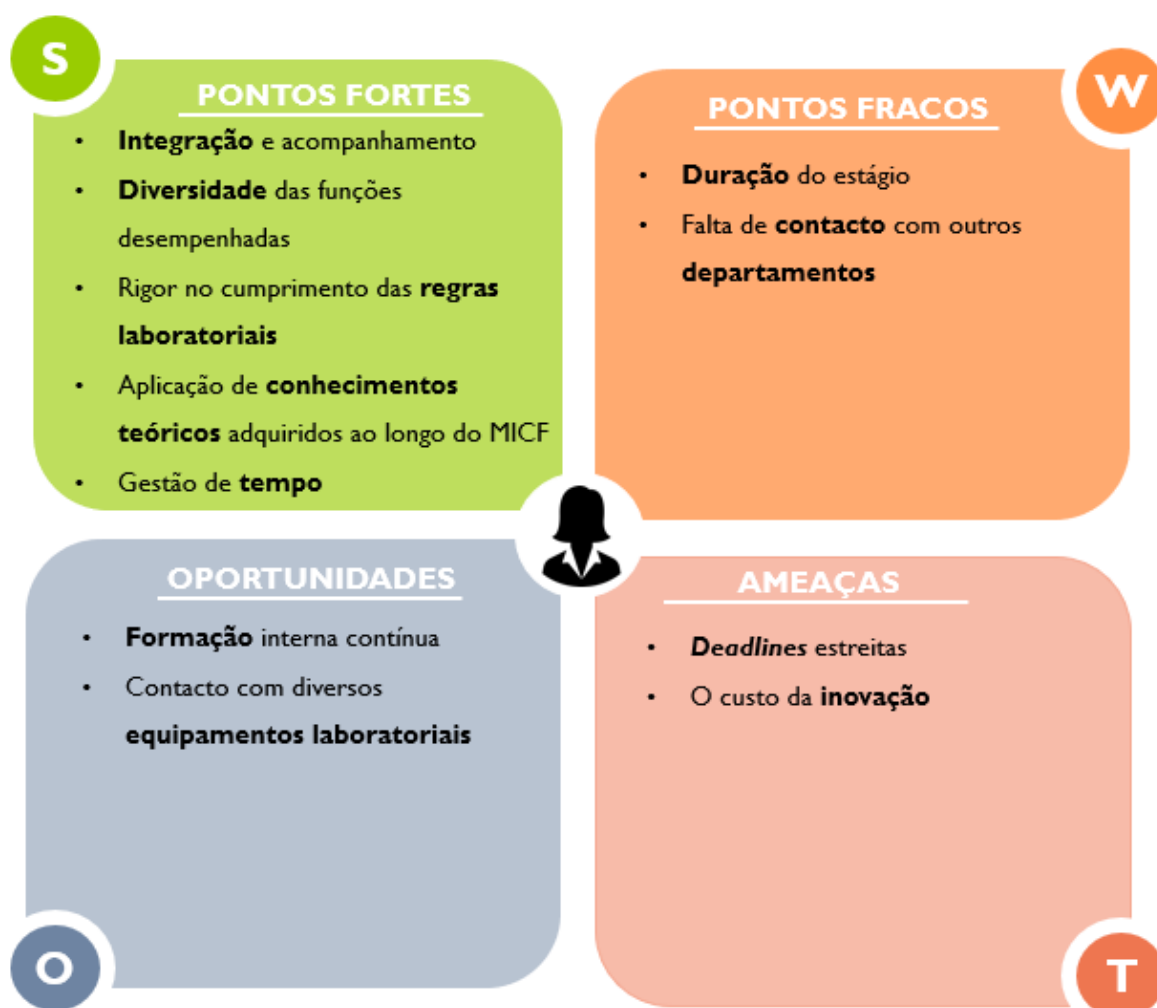 S
PONTOS FORTES
• Integração e acompanhamento
• Diversidade das funções
desempenhadas
• Rigor no cumprimento das regras
laboratoriais
• Aplicação de conhecimentos
teóricos adquiridos ao longo do MICF
• Gestão de tempo
W
PONTOS FRACOS
• Duração do estágio
• Falta de contacto com outros
departamentos
OPORTUNIDADES
• Formação interna contínua
• Contacto com diversos
equipamentos laboratoriais
O
AMEAÇAS
• Deadlines estreitas
• O custo da inovação
T